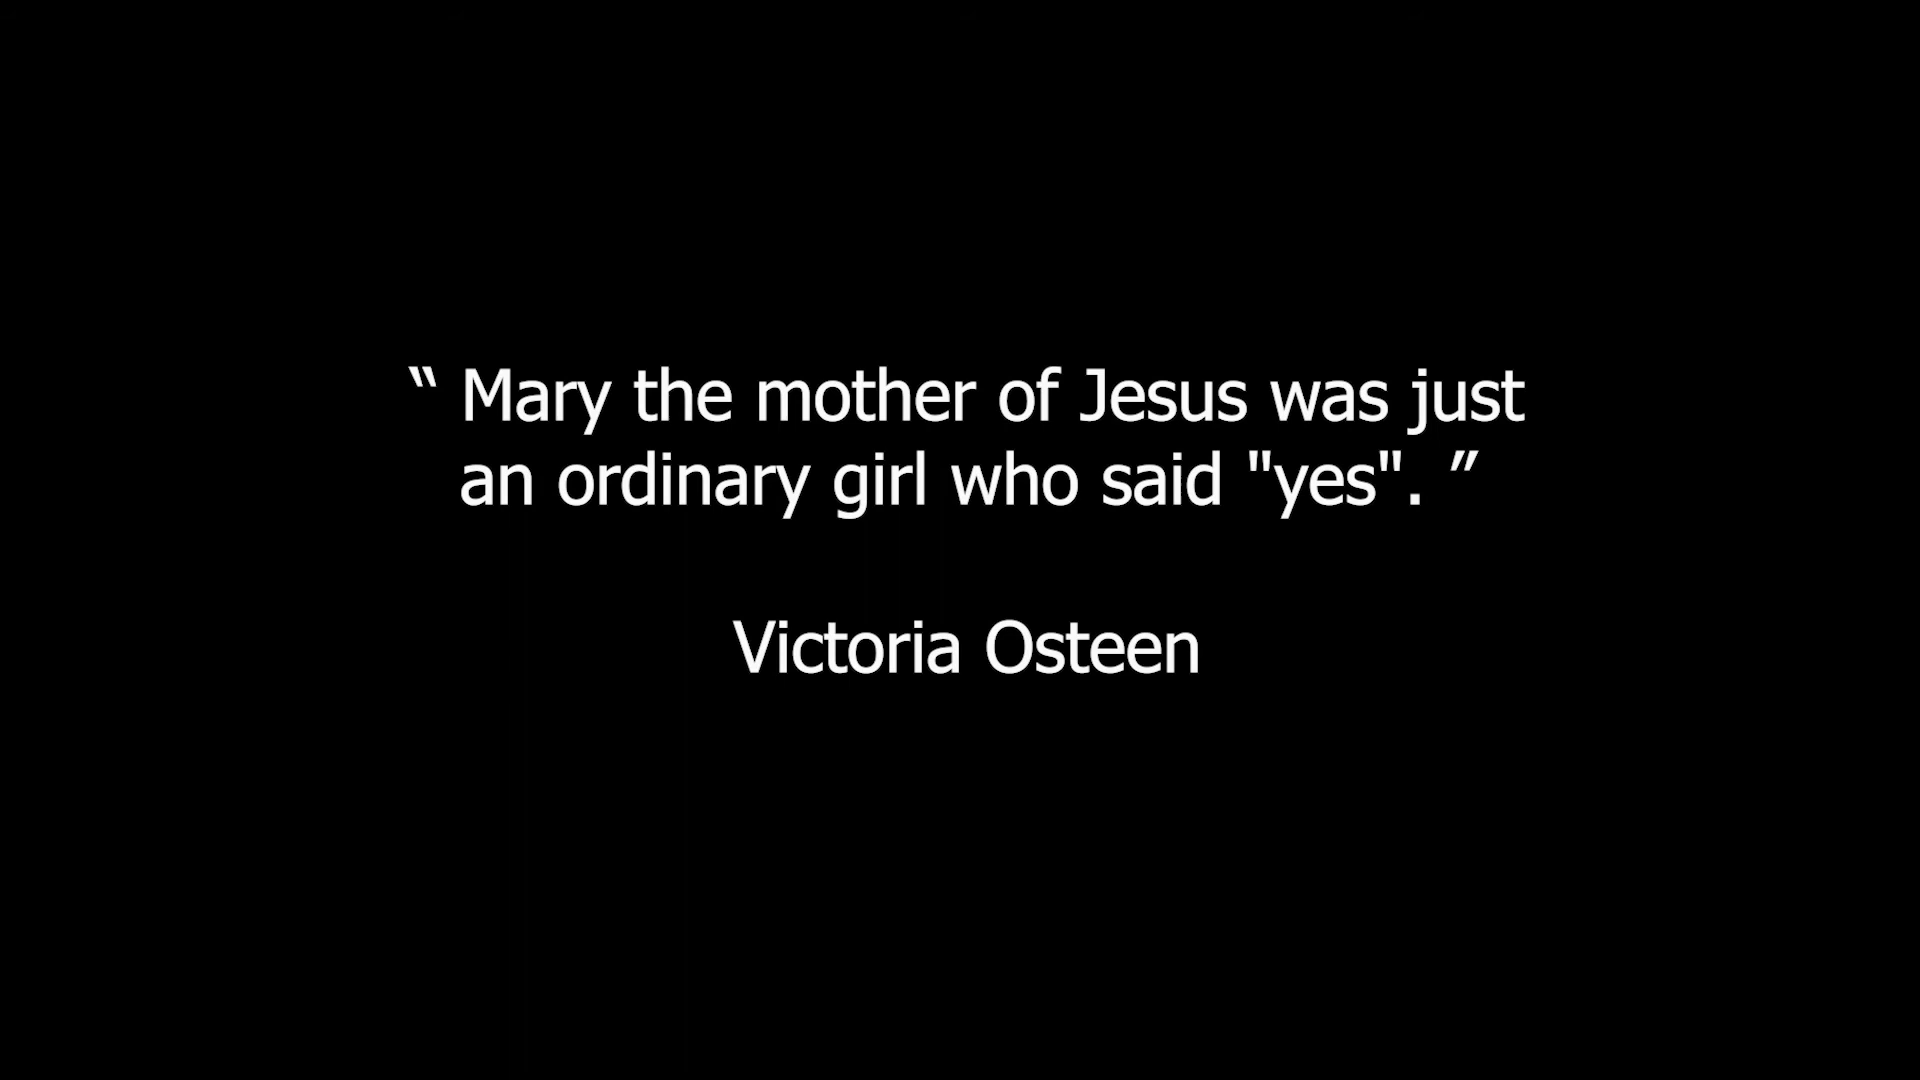 “ Mary the mother of Jesus was just
an ordinary girl who said "yes". ”
Victoria Osteen